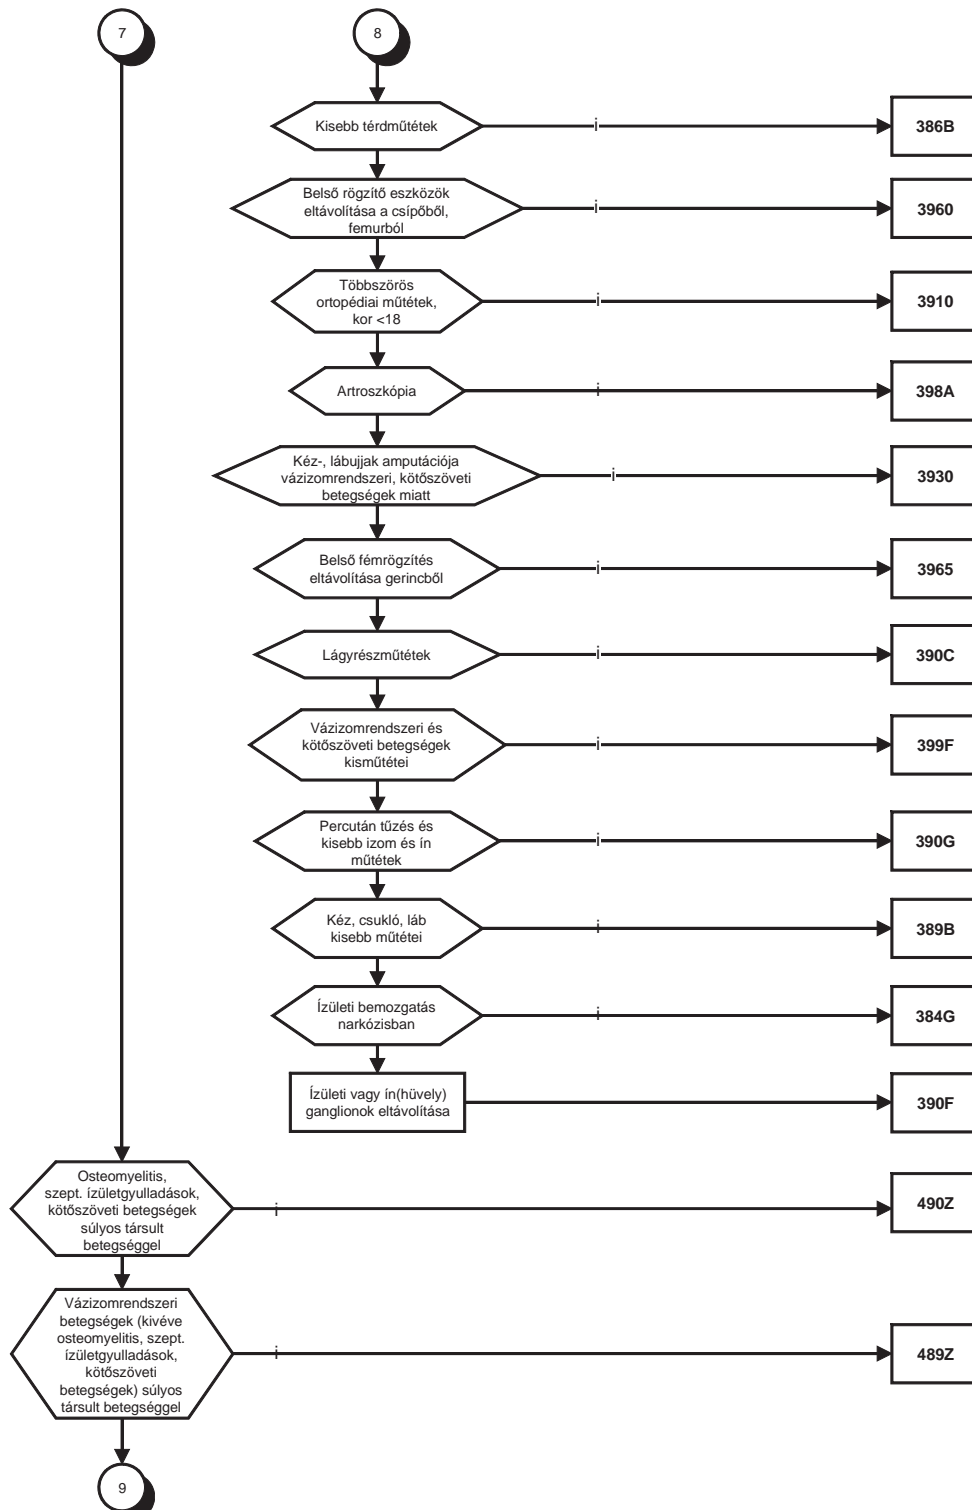 7
8
Kisebb térdműtétek
i
386B
Belső rögzítő eszközök
eltávolítása a csípőből,
femurból
i
3960
Többszörös
ortopédiai műtétek,
kor <18
i
3910
Artroszkópia
i
398A
Kéz-, lábujjak amputációja
vázizomrendszeri, kötőszöveti
betegségek miatt
i
3930
Belső fémrögzítés
eltávolítása gerincből
i
3965
Lágyrészműtétek
i
390C
Vázizomrendszeri és
kötőszöveti betegségek
kisműtétei
i
399F
Percután tűzés és
kisebb izom és ín
műtétek
i
390G
Kéz, csukló, láb
kisebb műtétei
i
389B
Ízületi bemozgatás
narkózisban
i
384G
Ízületi vagy ín(hüvely)
ganglionok eltávolítása
390F
Osteomyelitis,
szept. ízületgyulladások,
kötőszöveti betegségek
súlyos társult
betegséggel
i
490Z
Vázizomrendszeri
betegségek (kivéve
osteomyelitis, szept.
ízületgyulladások,
kötőszöveti
betegségek) súlyos
társult betegséggel
i
489Z
9